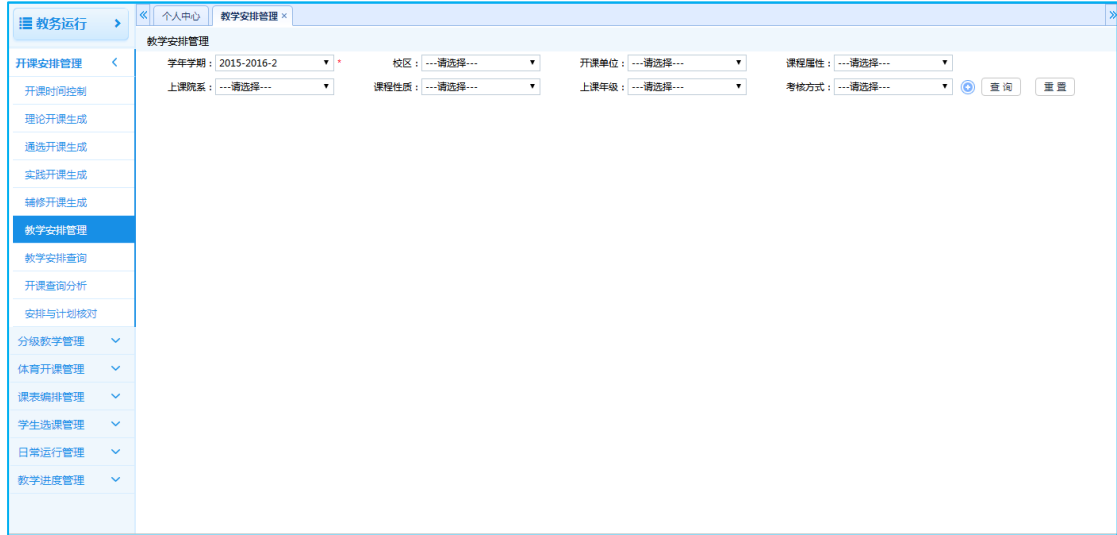 教务运行
个人中心 教学安排管理 ×
教学安排管理
学年学期： 2015-2016-2 * 校区： ---请选择--- 开课单位： ---请选择--- 课程属性： ---请选择---
上课院系： ---请选择--- 课程性质： ---请选择--- 上课年级： ---请选择--- 考核方式： ---请选择--- 查 询 重 置
开课安排管理
开课时间控制
理论开课生成
通选开课生成
实践开课生成
辅修开课生成
教学安排管理
教学安排查询
开课查询分析
安排与计划核对
分级教学管理
体育开课管理
课表编排管理
学生选课管理
日常运行管理
教学进度管理